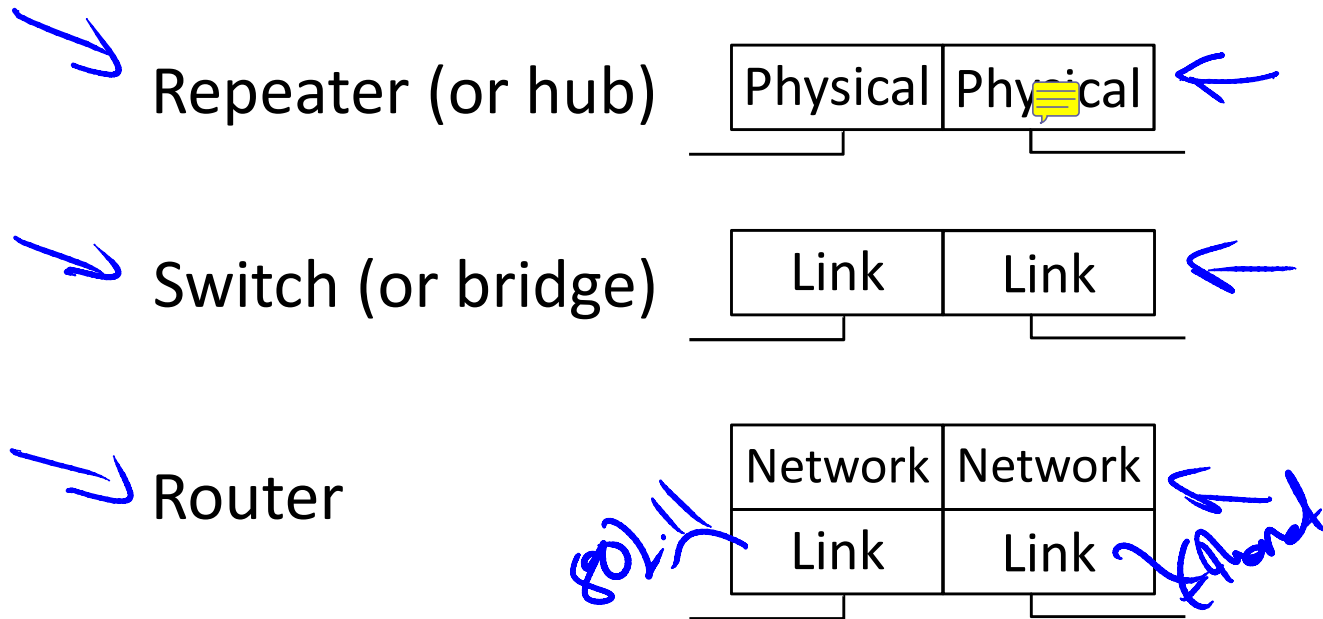 Repeater (or hub)
Physical Physical
Switch (or bridge)
Link Link
Router
Network Network
802.11
Link Link
Ethernet